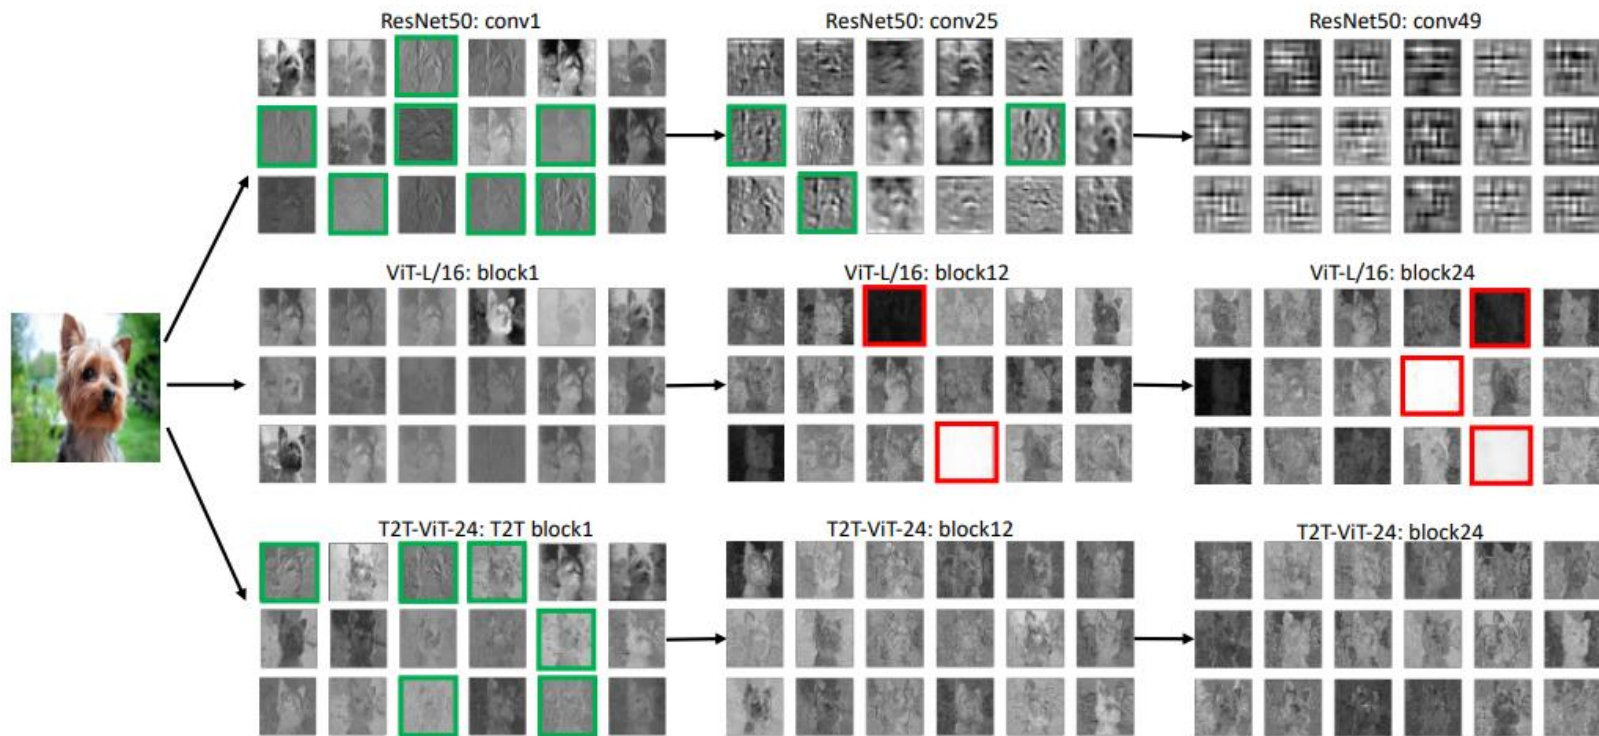 ResNet50: conv1
ResNet50: conv25
ResNet50: conv49
ViT-L/16: block1
ViT-L/16: block12
ViT-L/16: block24
T2T-ViT-24: T2T block1
T2T-ViT-24: block12
T2T-ViT-24: block24